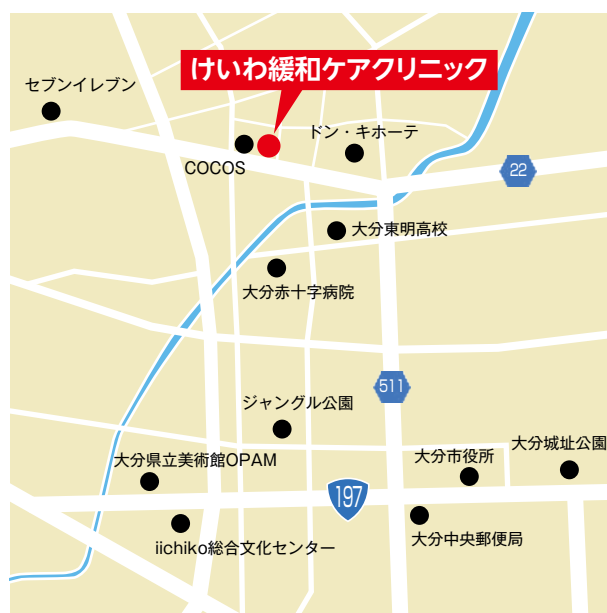 けいわ緩和ケアクリニック
セブンイレブン
ドン・キホーテ
COCOS
22
大分東明高校
大分赤十字病院
511
ジャングル公園
大分県立美術館OPAM
大分市役所
大分城址公園
197
iichiko総合文化センター
大分中央郵便局